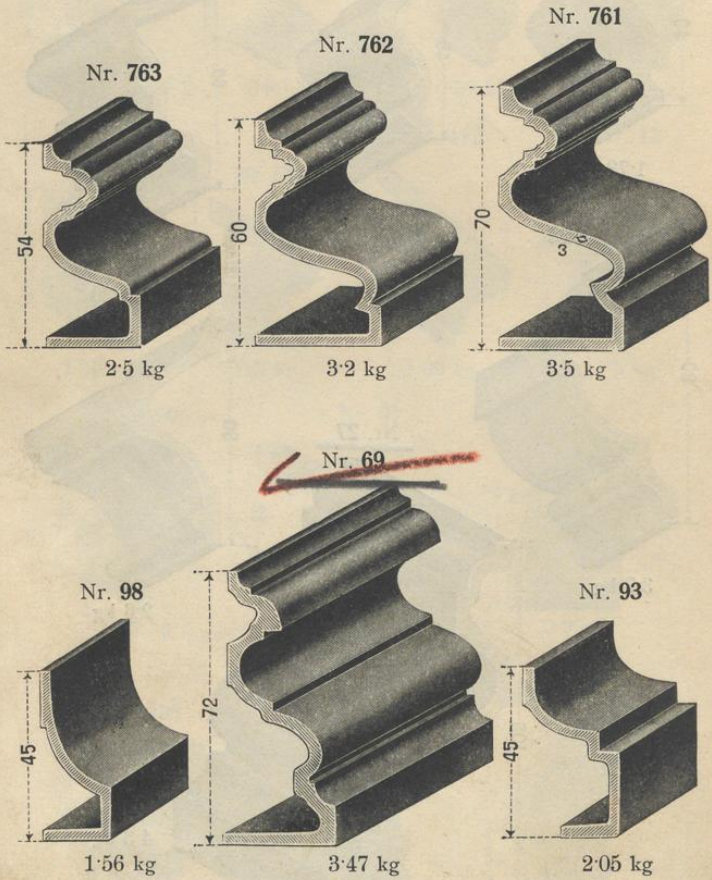 Nr. 763
Nr. 762
Nr. 761
54
60
70
3
2·5 kg
3·2 kg
3·5 kg
Nr. 69
Nr. 98
Nr. 93
45
72
45
1·56 kg
3·47 kg
2·05 kg